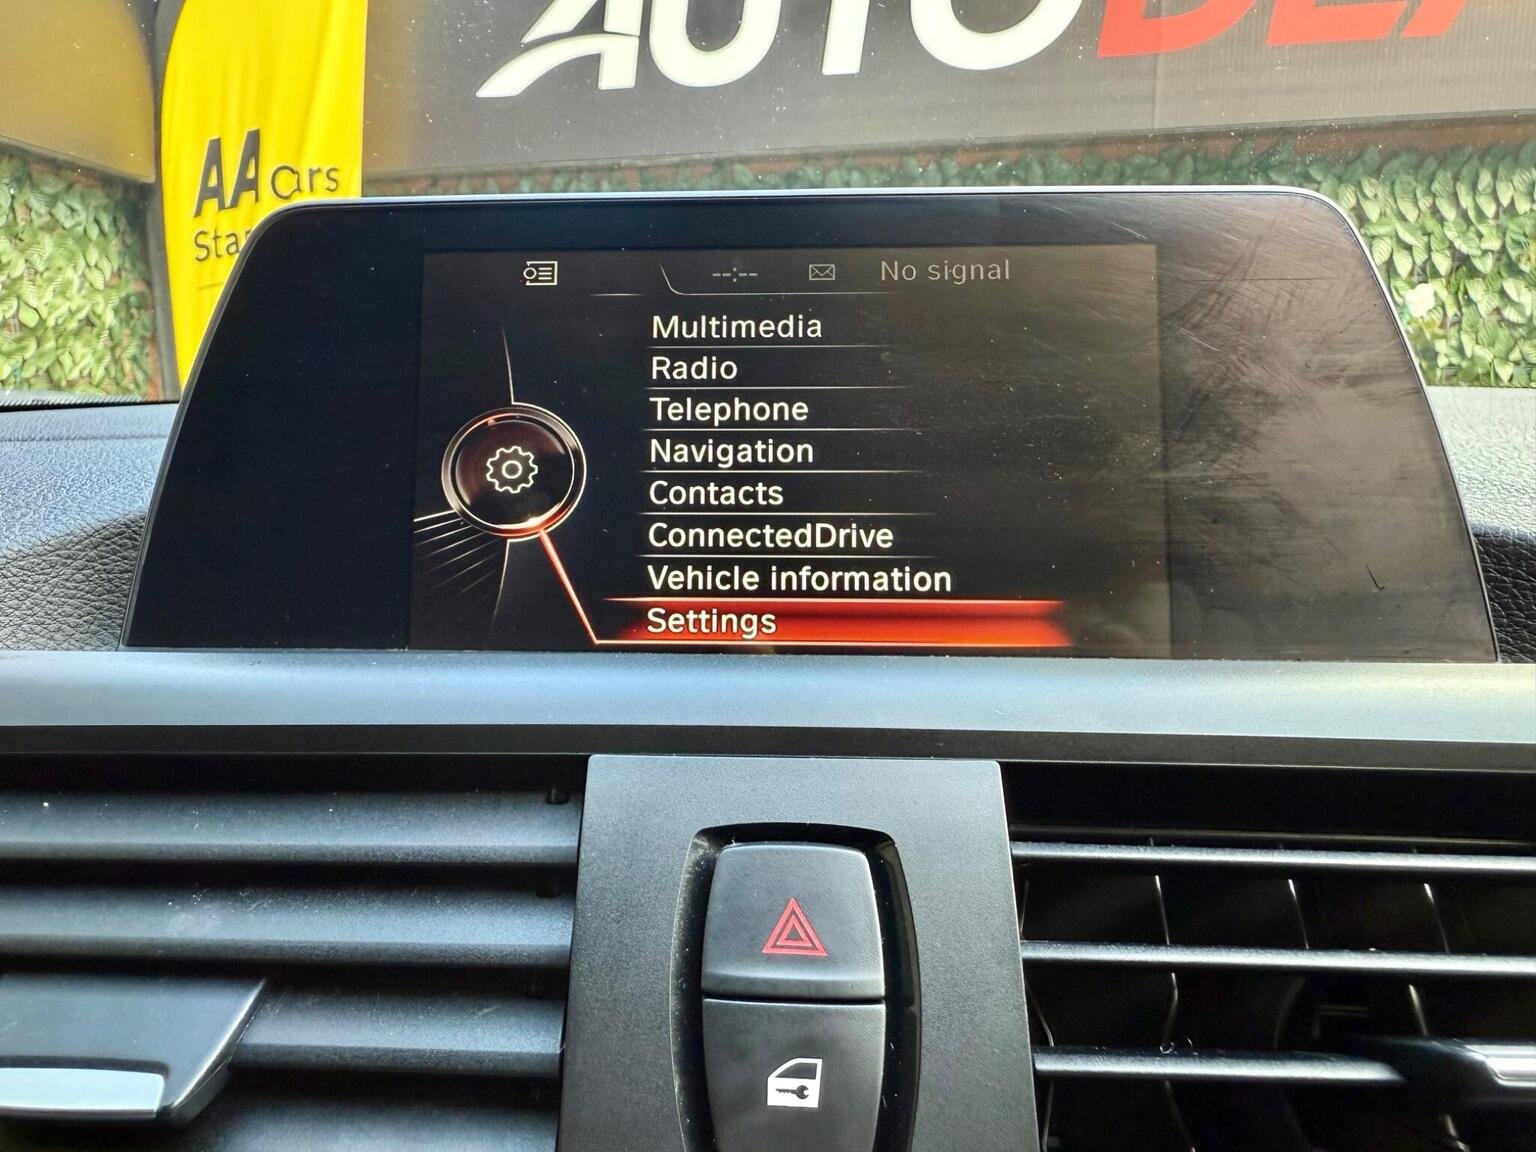 AUTO
AA Cars
--:-- No signal
Multimedia
Radio
Telephone
Navigation
Contacts
ConnectedDrive
Vehicle information
Settings